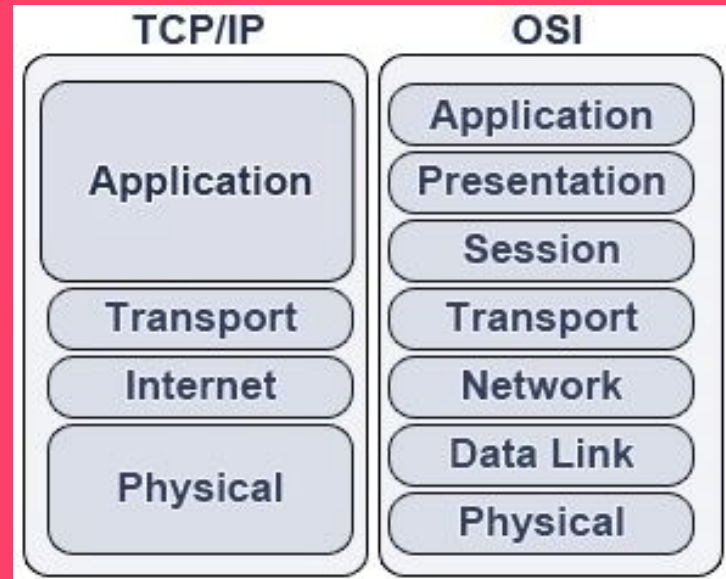 TCP/IP
Application
Transport
Internet
Physical
OSI
Application
Presentation
Session
Transport
Network
Data Link
Physical